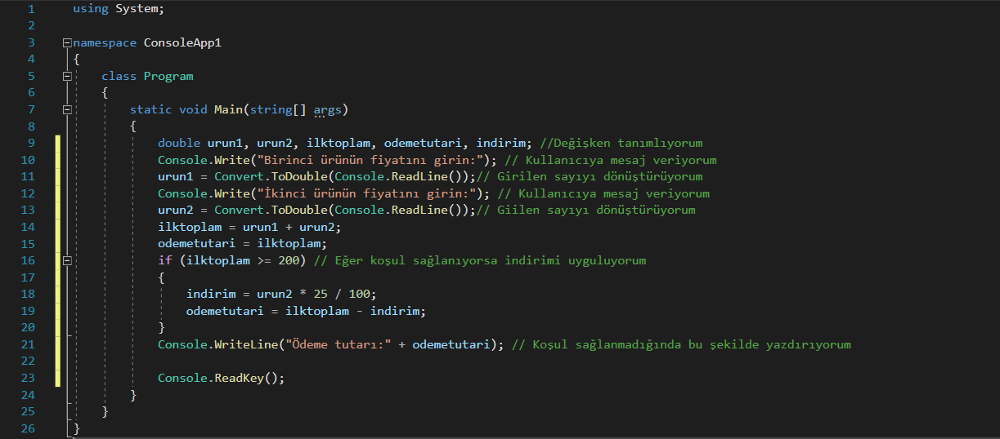 1 using System;
2
3 namespace ConsoleApp1
4 {
5 class Program
6 {
7 static void Main(string[] args)
8 {
9 double urun1, urun2, ilktoplam, odemetutari, indirim; //Değişken tanımlıyorum
10 Console.Write("Birinci ürünün fiyatını girin:"); // Kullanıcıya mesaj veriyorum
11 urun1 = Convert.ToDouble(Console.ReadLine());// Girilen sayıyı dönüştürüyorum
12 Console.Write("İkinci ürünün fiyatını girin:"); // Kullanıcıya mesaj veriyorum
13 urun2 = Convert.ToDouble(Console.ReadLine());// Giilen sayıyı dönüştürüyorum
14 ilktoplam = urun1 + urun2;
15 odemetutari = ilktoplam;
16 if (ilktoplam >= 200) // Eğer koşul sağlanıyorsa indirimi uyguluyorum
17 {
18 indirim = urun2 * 25 / 100;
19 odemetutari = ilktoplam - indirim;
20 }
21 Console.WriteLine("Ödeme tutarı:" + odemetutari); // Koşul sağlanmadığında bu şekilde yazdırıyorum
22
23 Console.ReadKey();
24 }
25 }
26 }